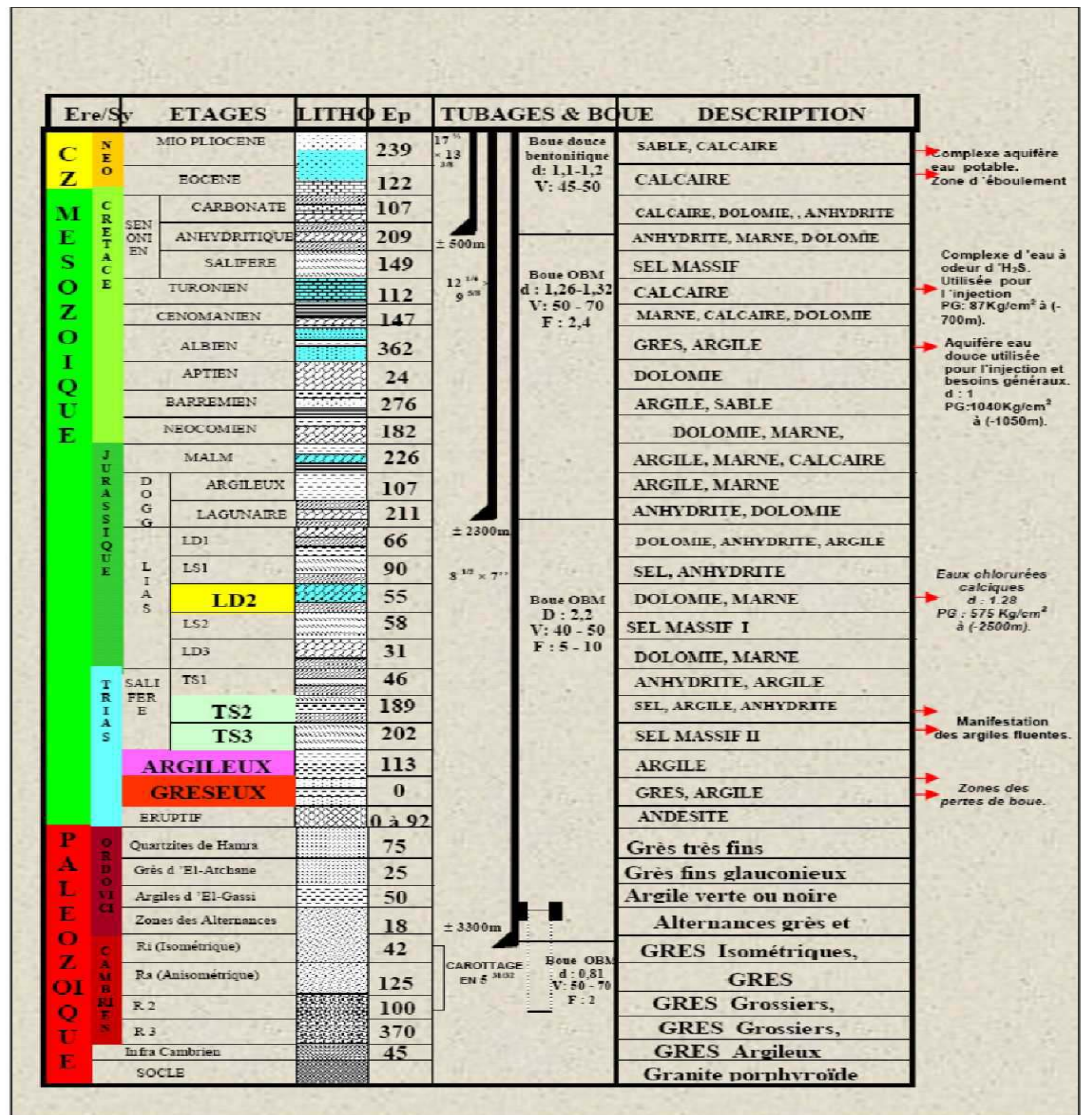 Ere/Sy ETAGES LITHO Ep TUBAGES & BOUE DESCRIPTION
CZ
NEO
MIO PLIOCENE 239 SABLE, CALCAIRE
EOCENE 122 CALCAIRE
MESOZOIQUE
CRETACE
SENONIEN
CARBONATE 107 CALCAIRE, DOLOMIE, , ANHYDRITE
ANHYDRITIQUE 209 ANHYDRITE, MARNE, DOLOMIE
SALIFERE 149 SEL MASSIF
TURONIEN 112 CALCAIRE
CENOMANIEN 147 MARNE, CALCAIRE, DOLOMIE
ALBIEN 362 GRES, ARGILE
APTIEN 24 DOLOMIE
BARREMIEN 276 ARGILE, SABLE
NEOCOMIEN 182 DOLOMIE, MARNE,
JURASSIQUE
MALM 226 ARGILE, MARNE, CALCAIRE
DOGG
ARGILEUX 107 ARGILE, MARNE
LAGUNAIRE 211 ANHYDRITE, DOLOMIE
LIAS
LD1 66 DOLOMIE, ANHYDRITE, ARGILE
LS1 90 SEL, ANHYDRITE
LD2 55 DOLOMIE, MARNE
LS2 58 SEL MASSIF I
LD3 31 DOLOMIE, MARNE
TRIAS
SALIFERE
TS1 46 ANHYDRITE, ARGILE
TS2 189 SEL, ARGILE, ANHYDRITE
TS3 202 SEL MASSIF II
ARGILEUX 113 ARGILE
GRESEUX 0 GRES, ARGILE
ERUPTIF 0 à 92 ANDESITE
PALEOZOIQUE
ORDOVICI
Quartzites de Hamra 75 Grès très fins
Grès d 'El-Atchane 25 Grès fins glauconieux
Argiles d 'El-Gassi 50 Argile verte ou noire
Zones des Alternances 18 Alternances grès et
CAMBRIEN
Ri (Isométrique) 42 GRES Isométriques,
Ra (Anisométrique) 125 GRES
R 2 100 GRES Grossiers,
R 3 370 GRES Grossiers,
Infra Cambrien 45 GRES Argileux
SOCLE Granite porphyroïde
17 ½
× 13
3/8
Boue douce
bentonitique
d: 1,1-1,2
V: 45-50
± 500m
12 1/4 ×
9 5/8
Boue OBM
d : 1,26-1,32
V: 50 - 70
F : 2,4
± 2300m
8 1/2 × 7''
Boue OBM
D : 2,2
V: 40 - 50
F : 5 - 10
± 3300m
CAROTTAGE
EN 5
Boue OBM
d : 0,81
V: 50 - 70
F : 2
Complexe aquifère
eau potable.
Zone d 'éboulement
Complexe d 'eau à
odeur d 'H₂S.
Utilisée pour
l 'injection
PG: 87Kg/cm² à (-
700m).
Aquifère eau
douce utilisée
pour l'injection et
besoins généraux.
d : 1
PG:1040Kg/cm²
à (-1050m).
Eaux chlorurées
calciques
d : 1.28
PG : 575 Kg/cm²
à (-2500m).
Manifestation
des argiles fluentes.
Zones des
pertes de boue.